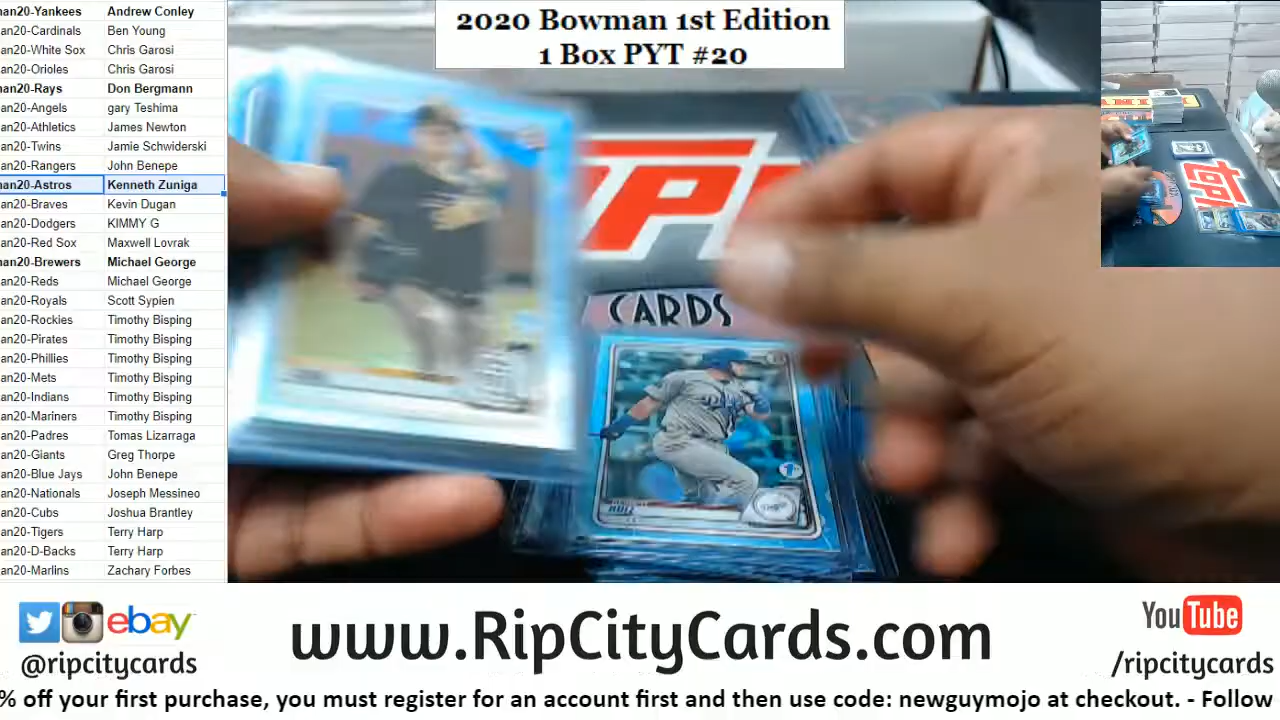 2020 Bowman 1st Edition
1 Box PYT #20
nan20-Yankees Andrew Conley
an20-Cardinals Ben Young
an20-White Sox Chris Garosi
an20-Orioles Chris Garosi
nan20-Rays Don Bergmann
an20-Angels gary Teshima
an20-Athletics James Newton
an20-Twins Jamie Schwiderski
an20-Rangers John Benepe
nan20-Astros Kenneth Zuniga
an20-Braves Kevin Dugan
an20-Dodgers KIMMY G
an20-Red Sox Maxwell Lovrak
nan20-Brewers Michael George
an20-Reds Michael George
an20-Royals Scott Sypien
an20-Rockies Timothy Bisping
an20-Pirates Timothy Bisping
an20-Phillies Timothy Bisping
an20-Mets Timothy Bisping
an20-Indians Timothy Bisping
an20-Mariners Timothy Bisping
an20-Padres Tomas Lizarraga
an20-Giants Greg Thorpe
an20-Blue Jays John Benepe
an20-Nationals Joseph Messineo
an20-Cubs Joshua Brantley
an20-Tigers Terry Harp
an20-D-Backs Terry Harp
an20-Marlins Zachary Forbes
CARDS
RUIZ
1st
ebay
@ripcitycards
www.RipCityCards.com
YouTube
/ripcitycards
% off your first purchase, you must register for an account first and then use code: newguymojo at checkout. - Follow